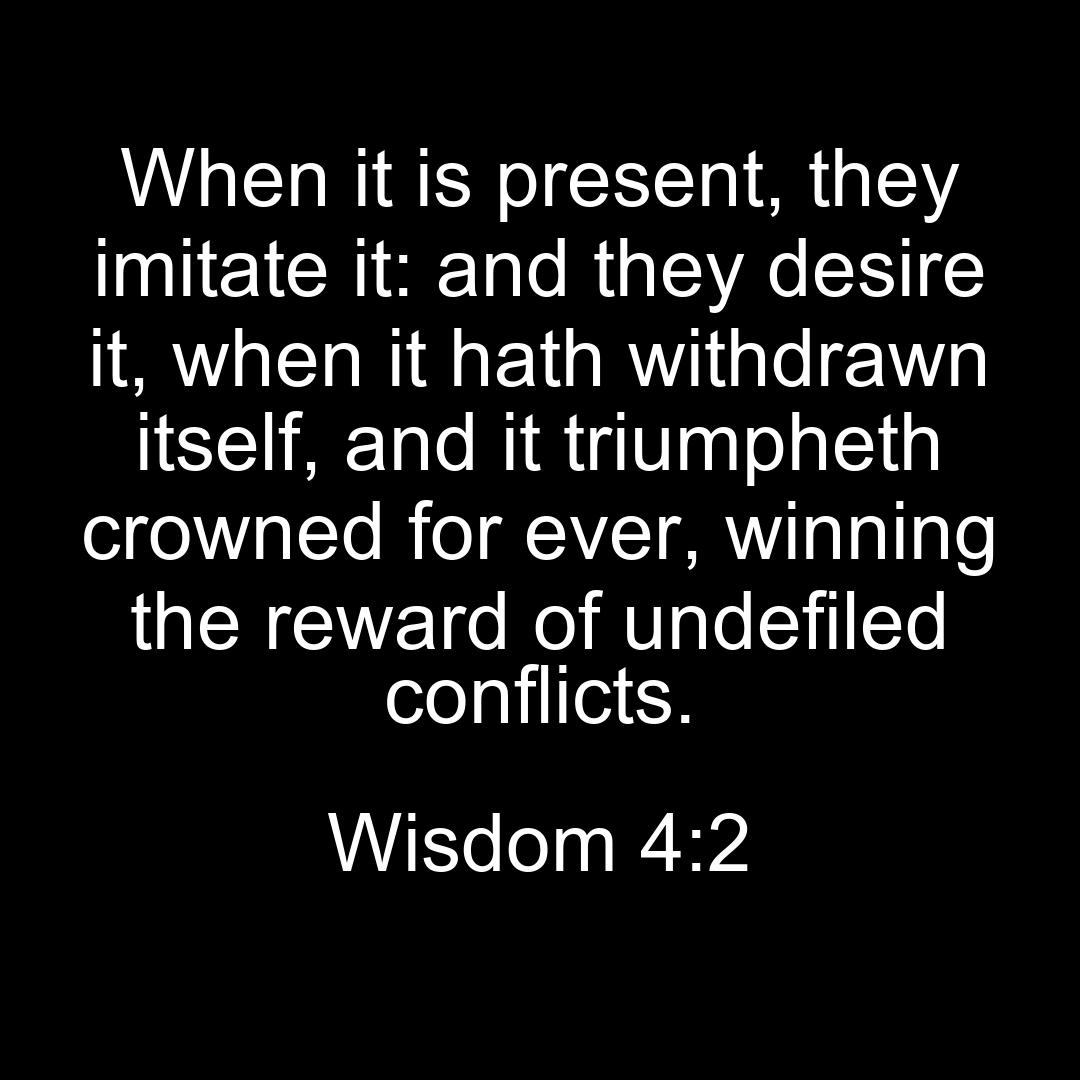 When it is present, they
imitate it: and they desire
it, when it hath withdrawn
itself, and it triumpheth
crowned for ever, winning
the reward of undefiled
conflicts.
Wisdom 4:2